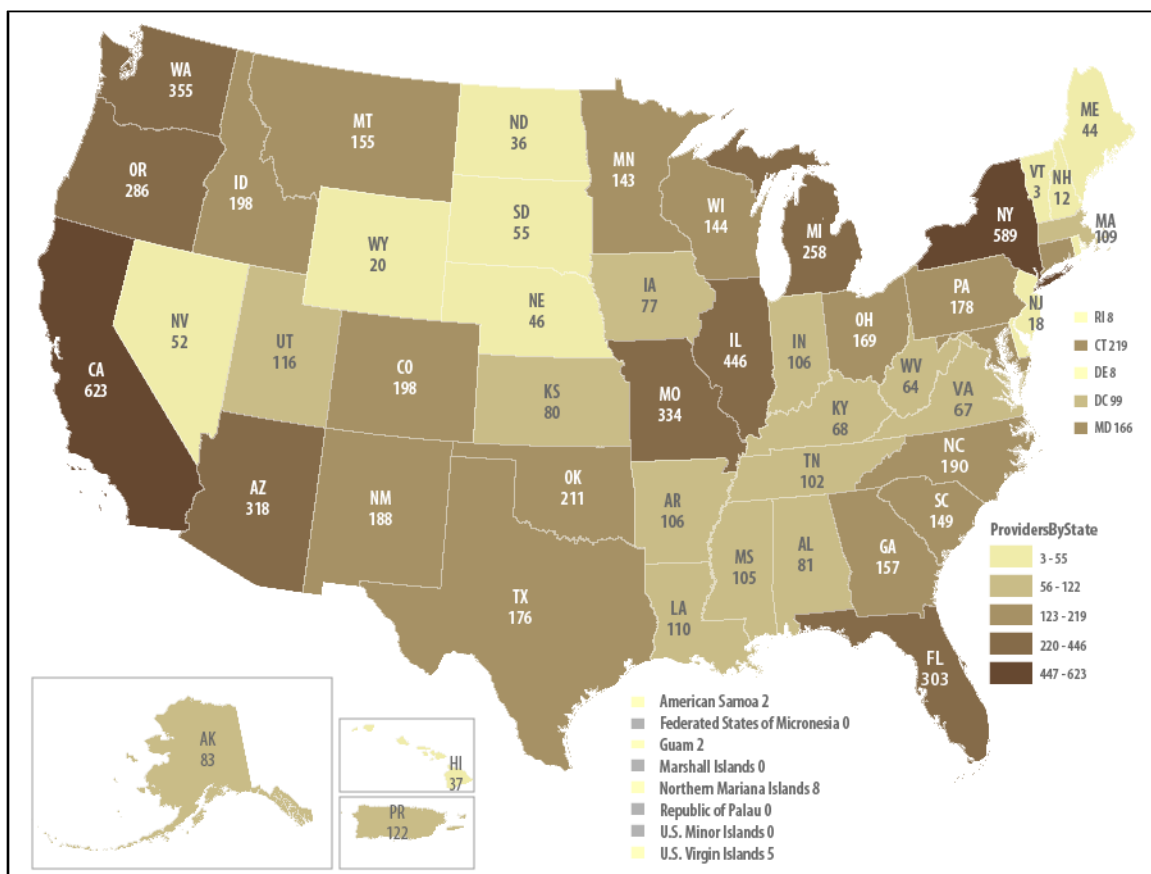 WA
355
MT
155
ND
36
MN
143
ME
44
VT
3
NH
12
OR
286
ID
198
SD
55
WI
144
MI
258
NY
589
MA
109
WY
20
IA
77
PA
178
NJ
18
NV
52
UT
116
NE
46
IL
446
IN
106
OH
169
RI 8
CT 219
DE 8
DC 99
MD 166
CA
623
CO
198
KS
80
MO
334
WV
64
VA
67
KY
68
AZ
318
NM
188
OK
211
AR
106
TN
102
NC
190
SC
149
MS
105
AL
81
GA
157
TX
176
LA
110
FL
303
ProvidersByState
3 - 55
56 - 122
123 - 219
220 - 446
447 - 623
AK
83
HI
37
PR
122
American Samoa 2
Federated States of Micronesia 0
Guam 2
Marshall Islands 0
Northern Mariana Islands 8
Republic of Palau 0
U.S. Minor Islands 0
U.S. Virgin Islands 5